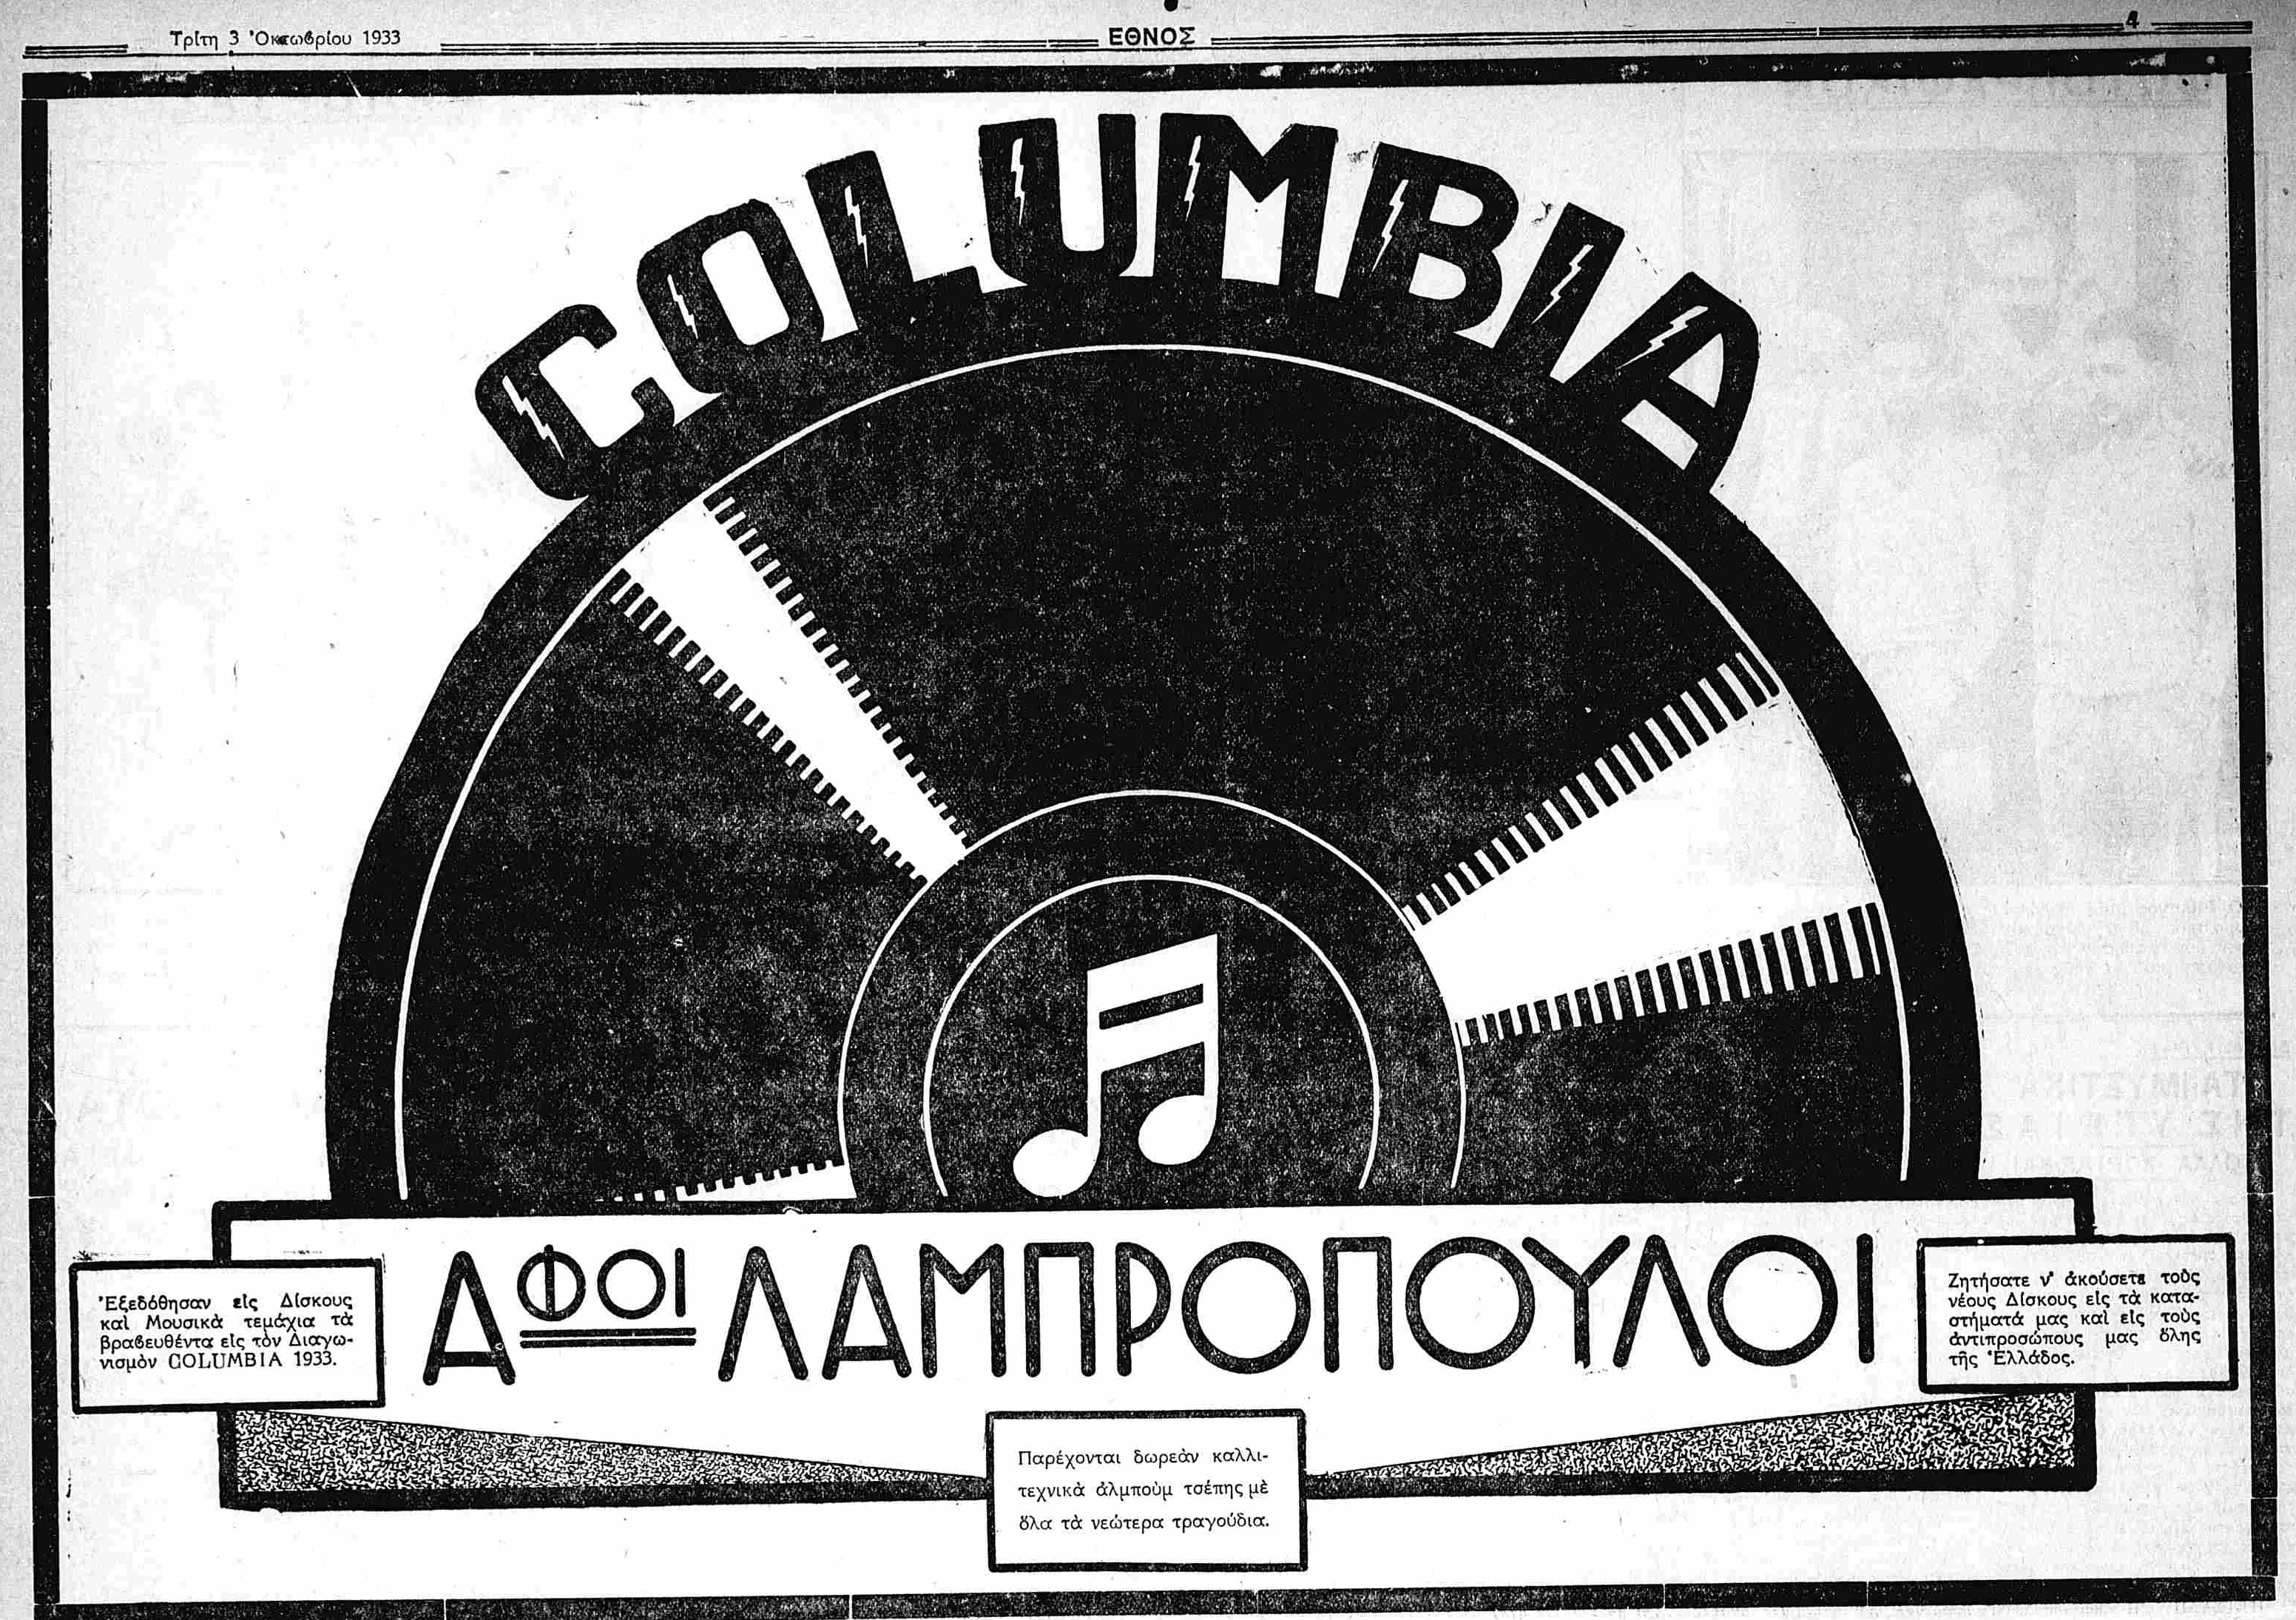 Τρίτη 3 Ὀκτωβρίου 1933
ΕΘΝΟΣ
4
COLUMBIA
ΑΦΟΙ ΛΑΜΠΡΟΠΟΥΛΟΙ
Ἐξεδόθησαν εἰς Δίσκους
καὶ Μουσικὰ τεμάχια τὰ
βραβευθέντα εἰς τὸν Διαγω-
νισμὸν COLUMBIA 1933.
Παρέχονται δωρεὰν καλλι-
τεχνικὰ ἀλμποὺμ τσέπης μὲ
ὅλα τὰ νεώτερα τραγούδια.
Ζητήσατε ν' ἀκούσετε τοὺς
νέους Δίσκους εἰς τὰ κατα-
στήματά μας καὶ εἰς τοὺς
ἀντιπροσώπους μας ὅλης
τῆς Ἑλλάδος.